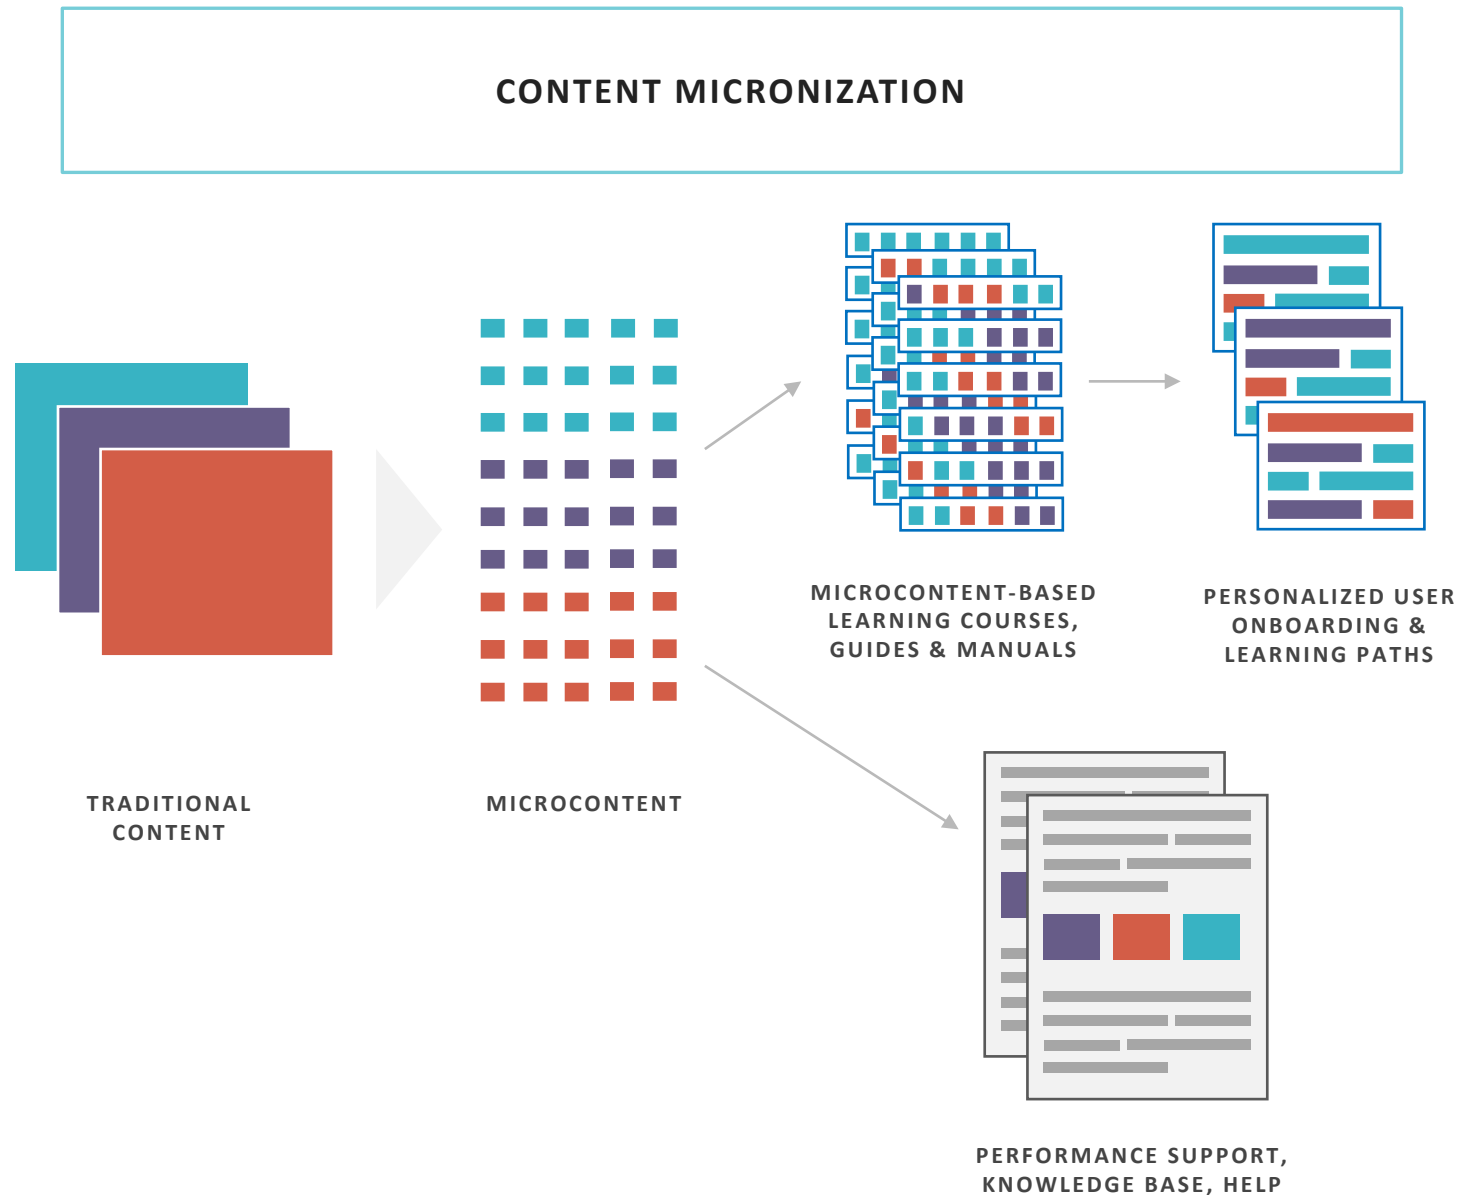 CONTENT MICRONIZATION
MICROCONTENT-BASED
LEARNING COURSES,
GUIDES & MANUALS
PERSONALIZED USER
ONBOARDING &
LEARNING PATHS
TRADITIONAL
CONTENT
MICROCONTENT
PERFORMANCE SUPPORT,
KNOWLEDGE BASE, HELP